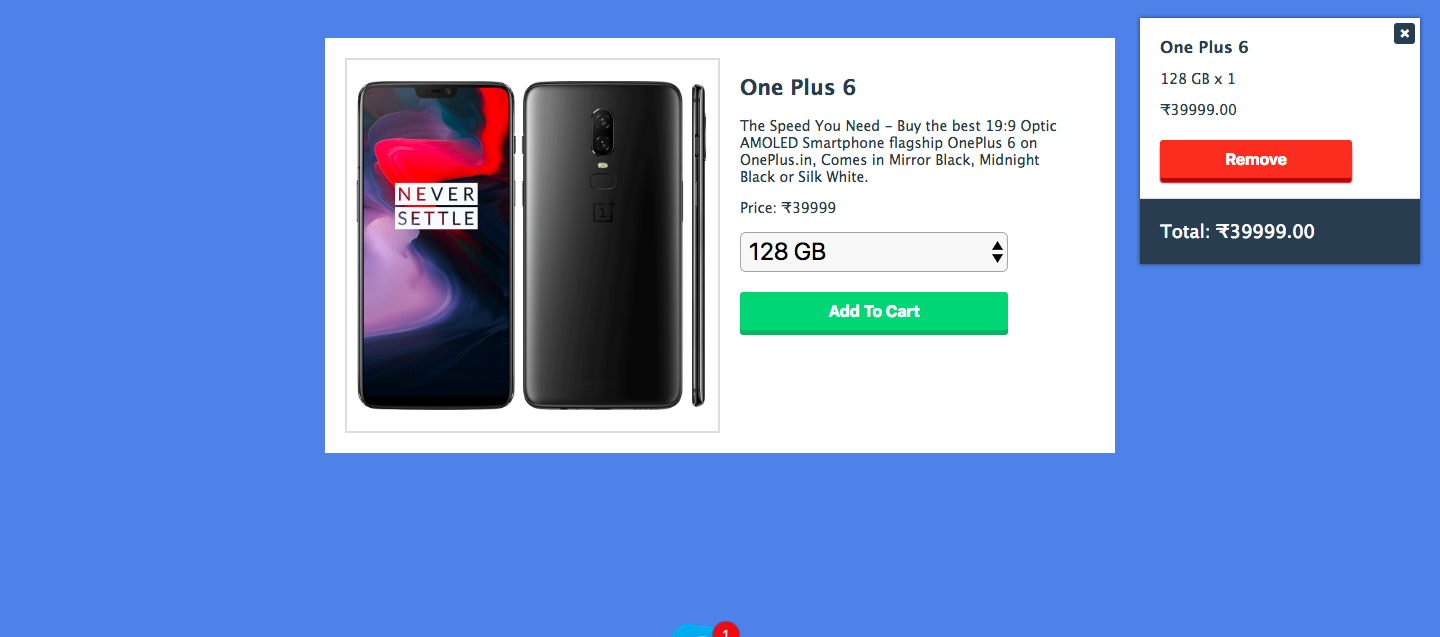 NEVER
SETTLE
One Plus 6
The Speed You Need – Buy the best 19:9 Optic
AMOLED Smartphone flagship OnePlus 6 on
OnePlus.in, Comes in Mirror Black, Midnight
Black or Silk White.
Price: ₹39999
128 GB
Add To Cart
One Plus 6
128 GB x 1
₹39999.00
Remove
Total: ₹39999.00
1